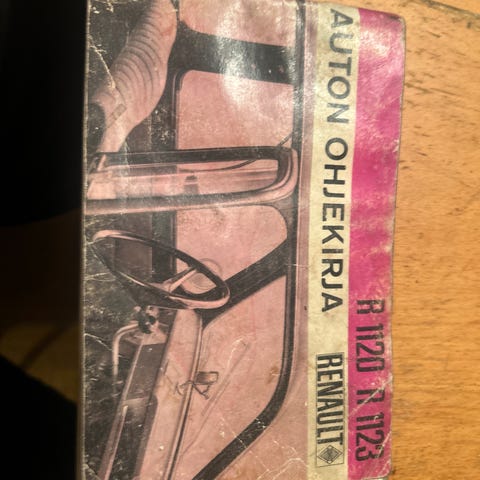 R 1120 R 1123
AUTON OHJEKIRJA RENAULT